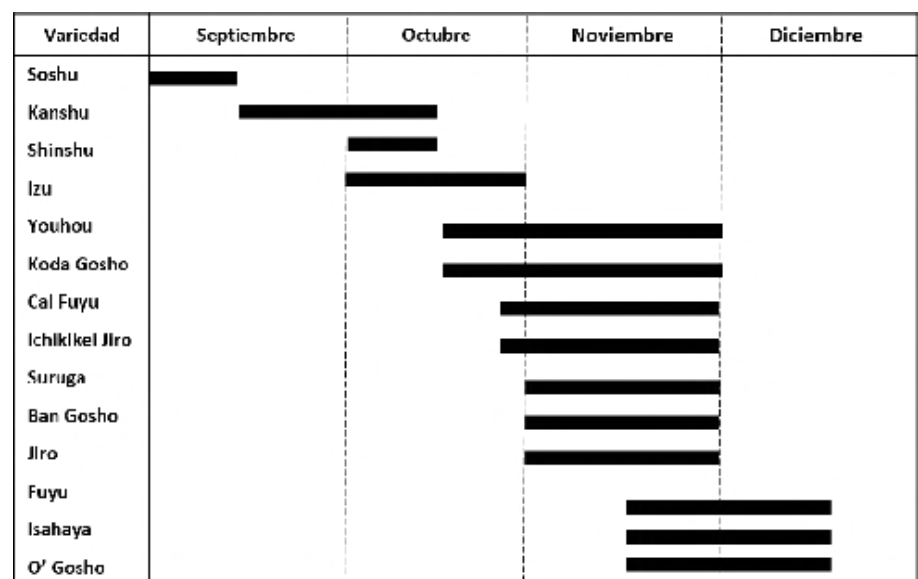 Variedad Septiembre Octubre Noviembre Diciembre
Soshu
Kanshu
Shinshu
Izu
Youhou
Koda Gosho
Cal Fuyu
Ichikikei Jiro
Suruga
Ban Gosho
Jiro
Fuyu
Isahaya
O' Gosho